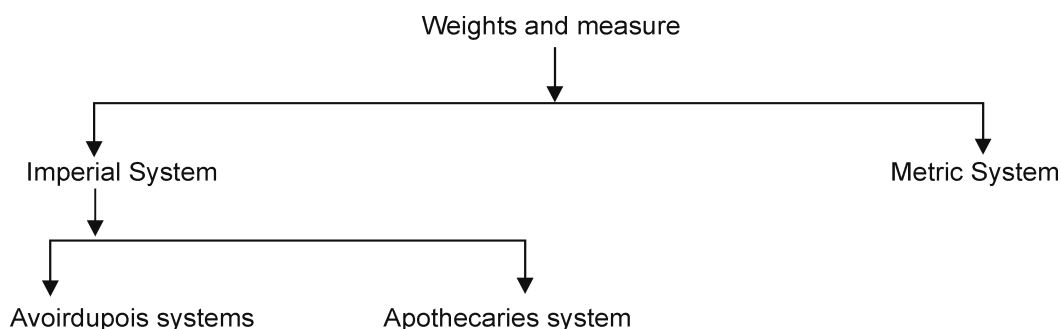 Weights and measure
Imperial System
Metric System
Avoirdupois systems
Apothecaries system